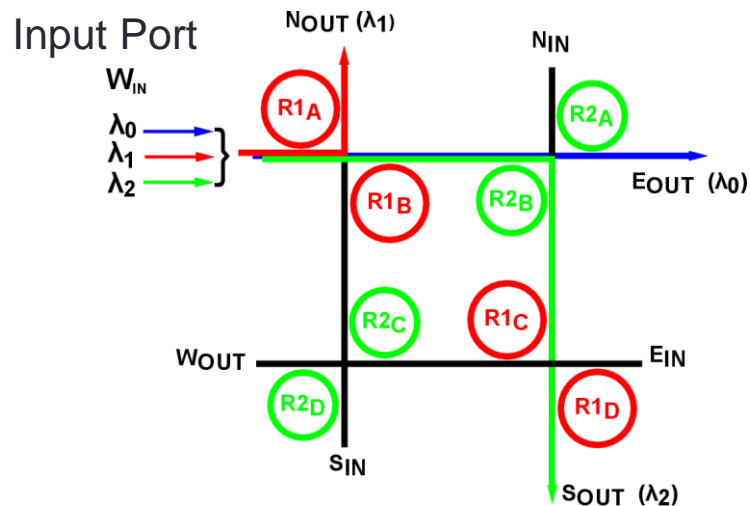 Input Port
NOUT (λ1)
NIN
WIN
λ0
λ1
λ2
R1A
R2A
EOUT (λ0)
R1B
R2B
R2C
R1C
WOUT
EIN
R2D
R1D
SIN
SOUT (λ2)